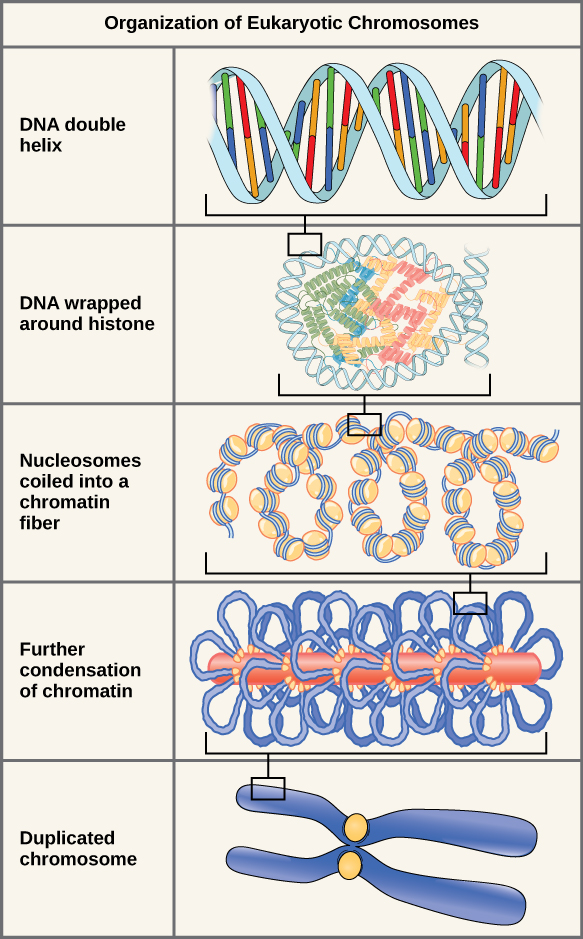 Organization of Eukaryotic Chromosomes
DNA double
helix
DNA wrapped
around histone
Nucleosomes
coiled into a
chromatin
fiber
Further
condensation
of chromatin
Duplicated
chromosome